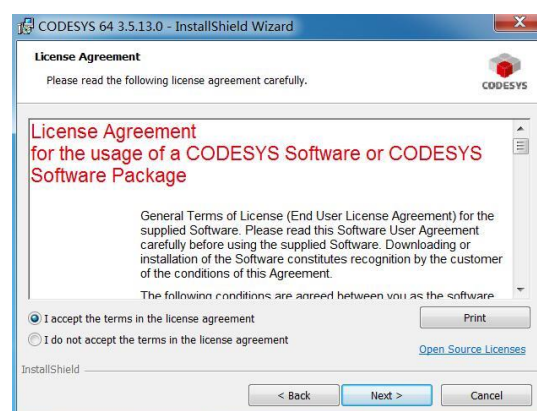 CODESYS 64 3.5.13.0 - InstallShield Wizard
License Agreement
Please read the following license agreement carefully.
CODESYS
License Agreement
for the usage of a CODESYS Software or CODESYS
Software Package
General Terms of License (End User License Agreement) for the
supplied Software. Please read this Software User Agreement
carefully before using the supplied Software. Downloading or
installation of the Software constitutes recognition by the customer
of the conditions of this Agreement.
The following conditions are agreed between you as the software
I accept the terms in the license agreement
Print
I do not accept the terms in the license agreement
Open Source Licenses
InstallShield
< Back
Next >
Cancel